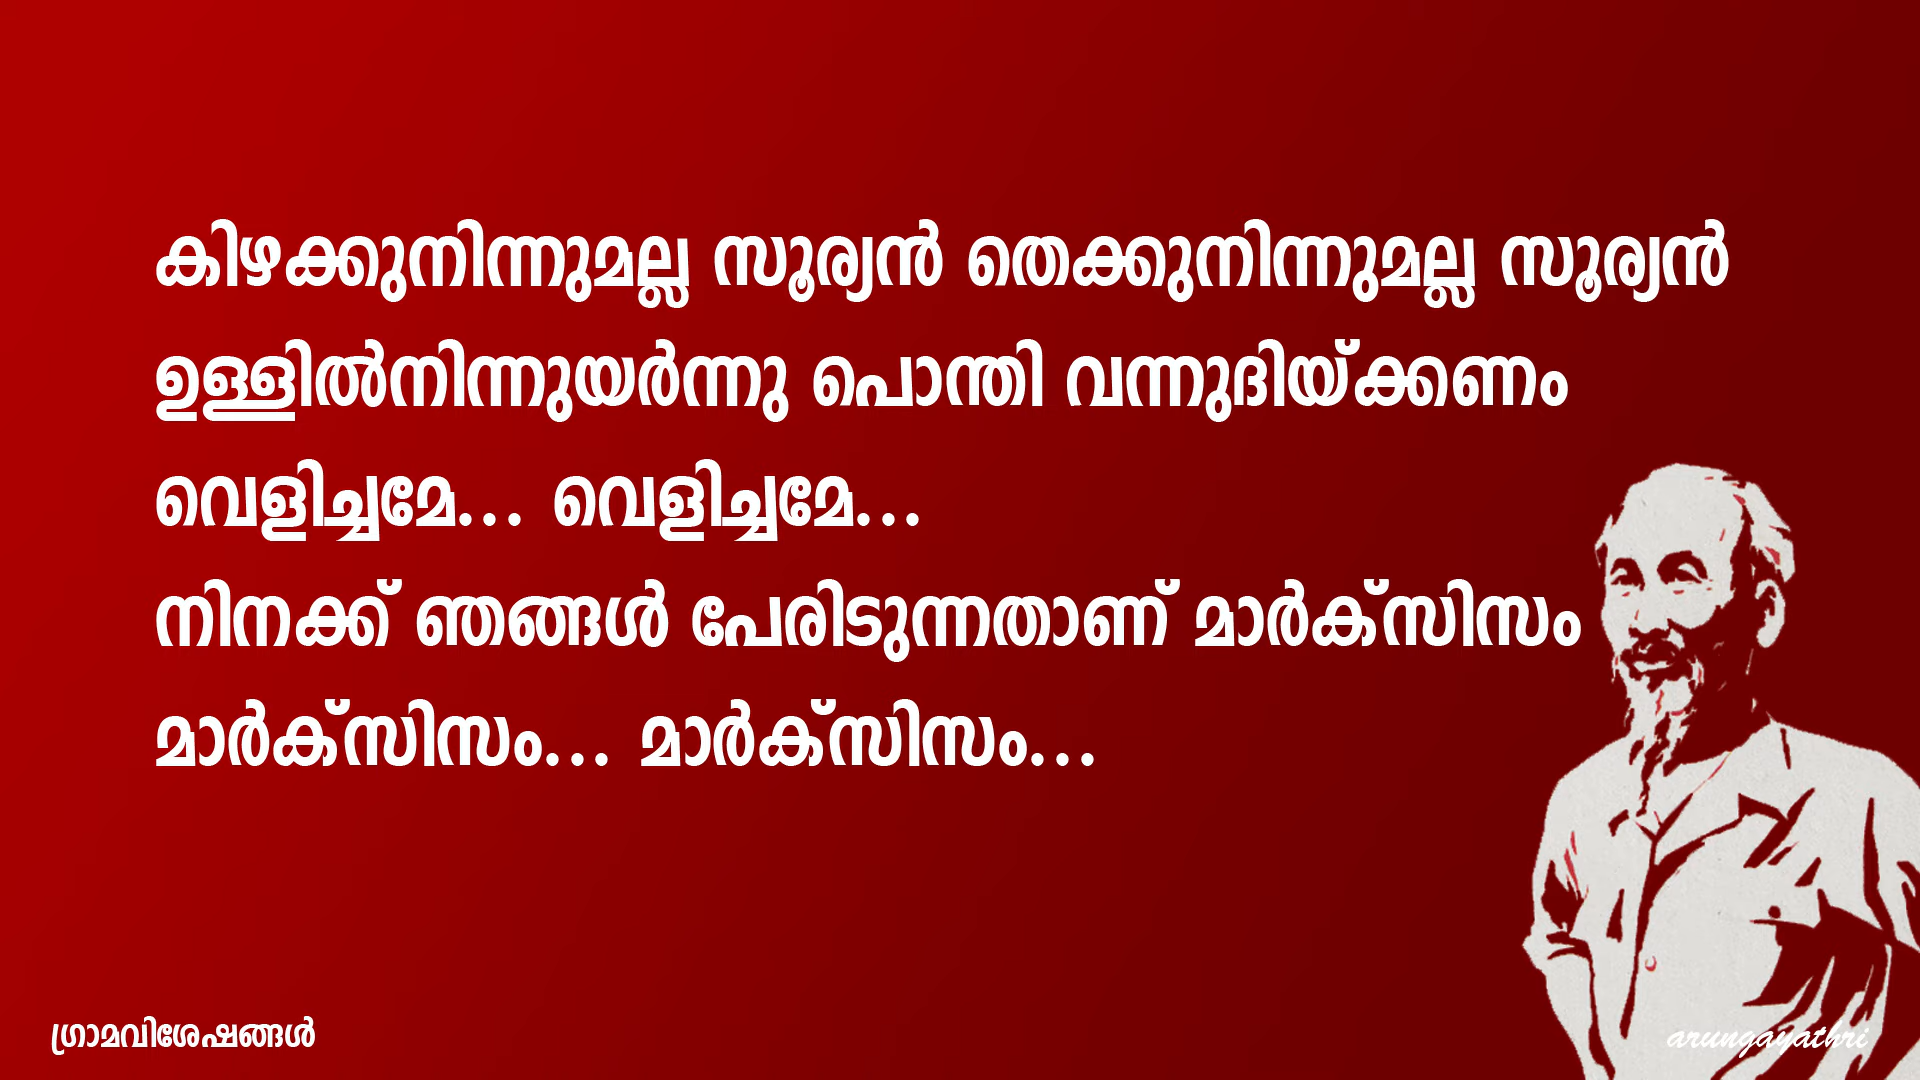 കിഴക്കുനിന്നുമല്ല സൂര്യൻ തെക്കുനിന്നുമല്ല സൂര്യൻ
ഉള്ളിൽനിന്നുയർന്നു പൊന്തി വന്നുദിയ്ക്കണം
വെളിച്ചമേ... വെളിച്ചമേ...
നിനക്ക് ഞങ്ങൾ പേരിടുന്നതാണ് മാർക്സിസം
മാർക്സിസം... മാർക്സിസം...
ഗ്രാമവിശേഷങ്ങൾ
arungayathri